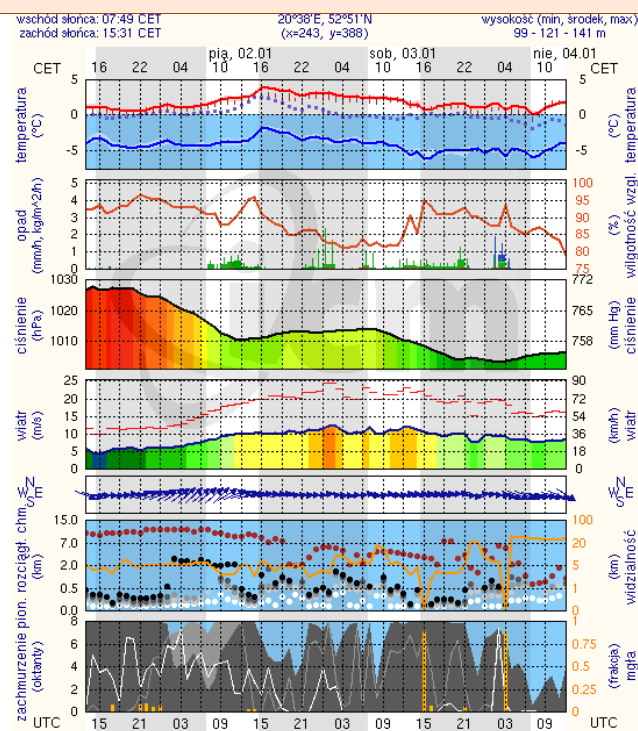 wschód słońca: 07:49 CET 20°38'E, 52°51'N wysokość (min, środek, max)
zachód słońca: 15:31 CET (x=243, y=388) 99 - 121 - 141 m
pią, 02.01 sob, 03.01 nie, 04.01
CET 16 22 04 10 16 22 04 10 16 22 04 10 CET
temperatura (°C) 5 0 -5 5 0 -5 temperatura (°C)
opad (mm/h, kg/m^2/h) 5 4 3 2 1 0 100 95 90 85 80 75 (%) wilgotność wzgl.
ciśnienie (hPa) 1030 1020 1010 772 765 758 (mm Hg) ciśnienie
wiatr (m/s) 25 20 15 10 5 0 90 72 54 36 18 0 (km/h) wiatr
N W E S N W E S
pion. rozciągł. chm. (km) 15.0 7.0 2.0 0.5 0.0 100 20 5 1 0 (km) widzialność
zachmurzenie (oktanty) 8 6 4 2 0 1 0.75 0.5 0.25 0 (frakcja) mgła
UTC 15 21 03 09 15 21 03 09 15 21 03 09 UTC